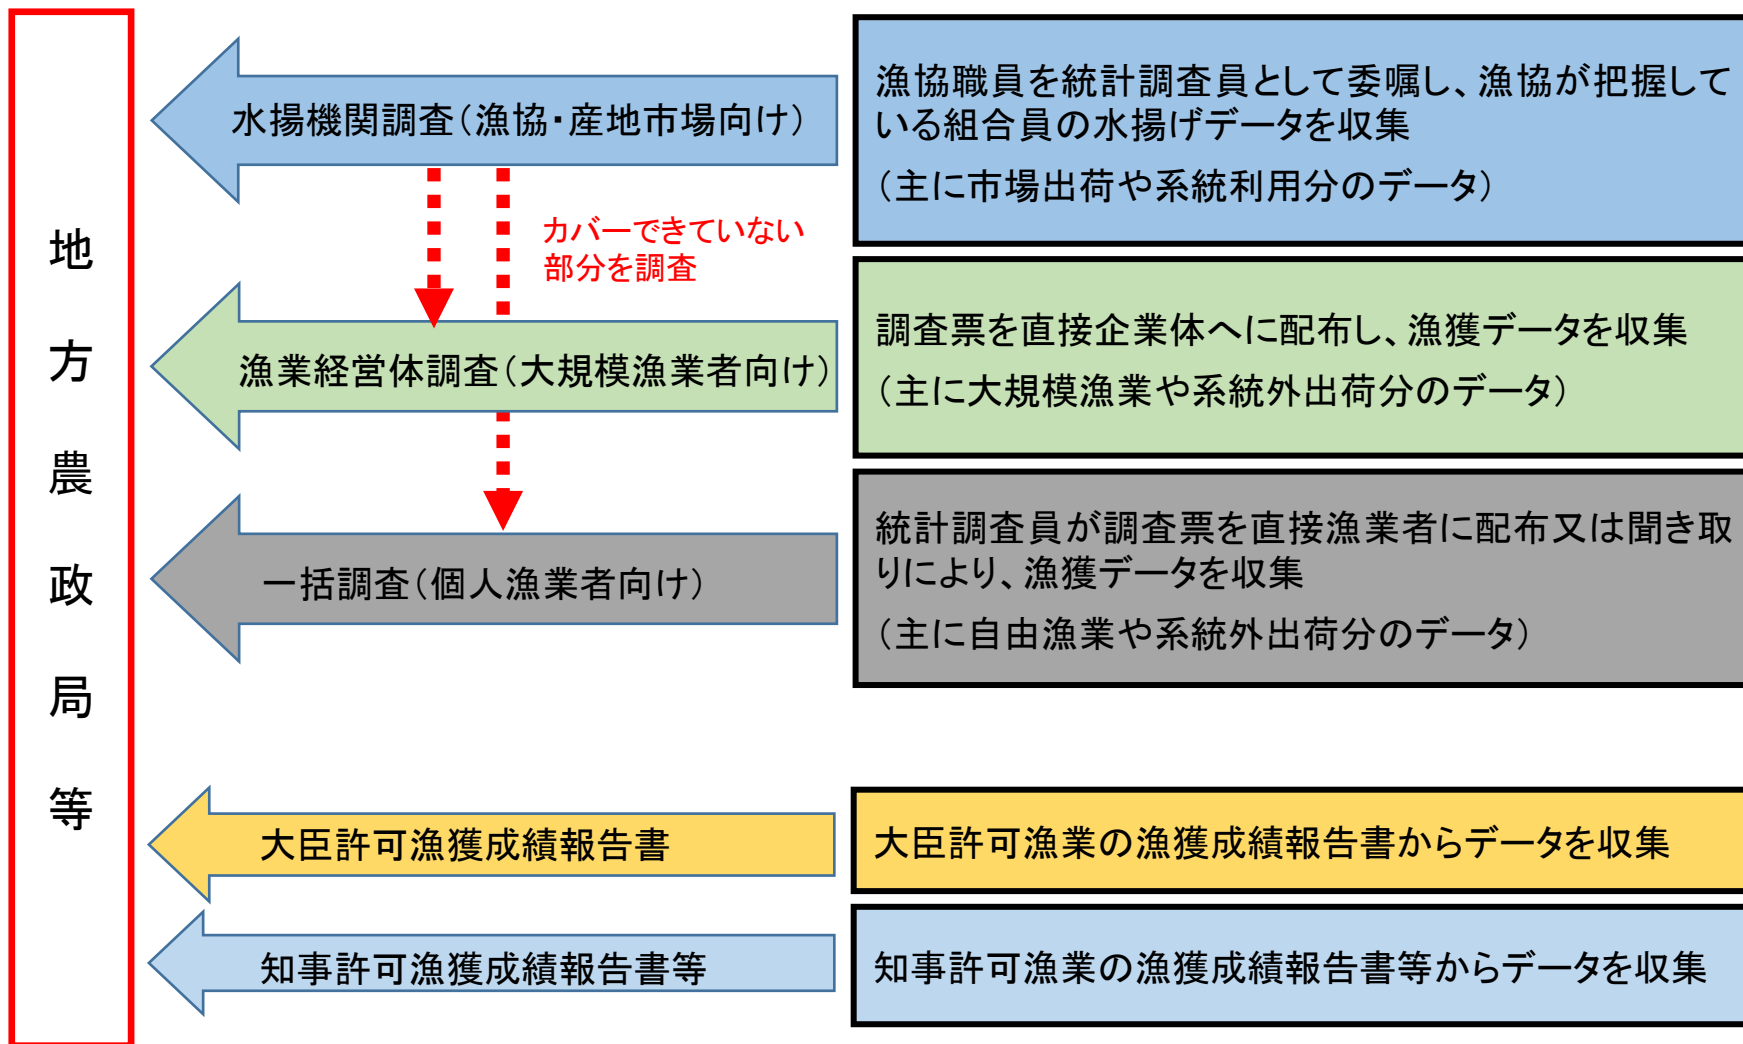 地方農政局等
水揚機関調査(漁協・産地市場向け)
漁協職員を統計調査員として委嘱し、漁協が把握して
いる組合員の水揚げデータを収集
(主に市場出荷や系統利用分のデータ)
カバーできていない
部分を調査
漁業経営体調査(大規模漁業者向け)
調査票を直接企業体へに配布し、漁獲データを収集
(主に大規模漁業や系統外出荷分のデータ)
一括調査(個人漁業者向け)
統計調査員が調査票を直接漁業者に配布又は聞き取
りにより、漁獲データを収集
(主に自由漁業や系統外出荷分のデータ)
大臣許可漁獲成績報告書
大臣許可漁業の漁獲成績報告書からデータを収集
知事許可漁獲成績報告書等
知事許可漁業の漁獲成績報告書等からデータを収集